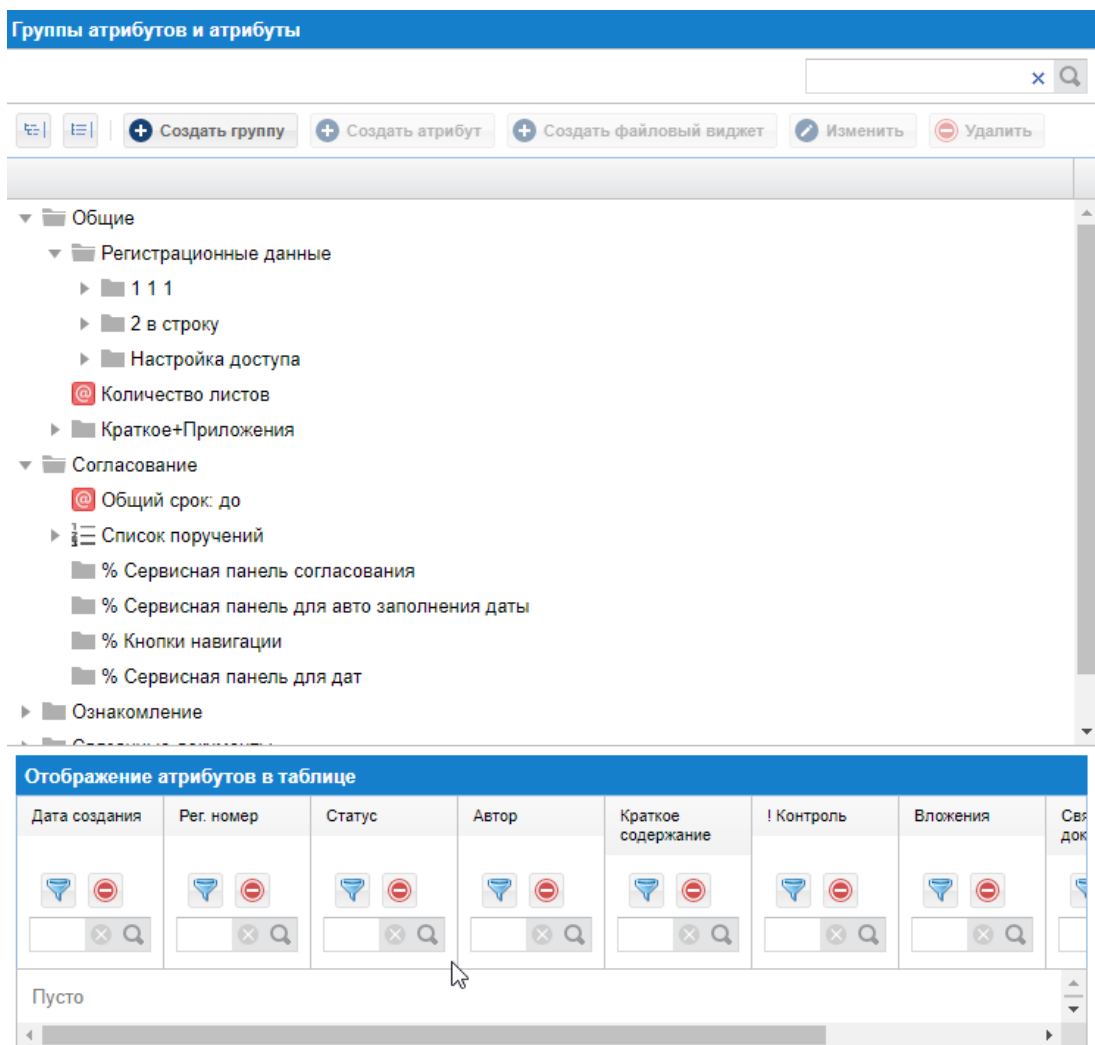 Группы атрибутов и атрибуты
Создать группу Создать атрибут Создать файловый виджет Изменить Удалить
Общие
Регистрационные данные
1 1 1
2 в строку
Настройка доступа
Количество листов
Краткое+Приложения
Согласование
Общий срок: до
Список поручений
% Сервисная панель согласования
% Сервисная панель для авто заполнения даты
% Кнопки навигации
% Сервисная панель для дат
Ознакомление
Отображение атрибутов в таблице
Дата создания Рег. номер Статус Автор Краткое ! Контроль Вложения
содержание
Пусто